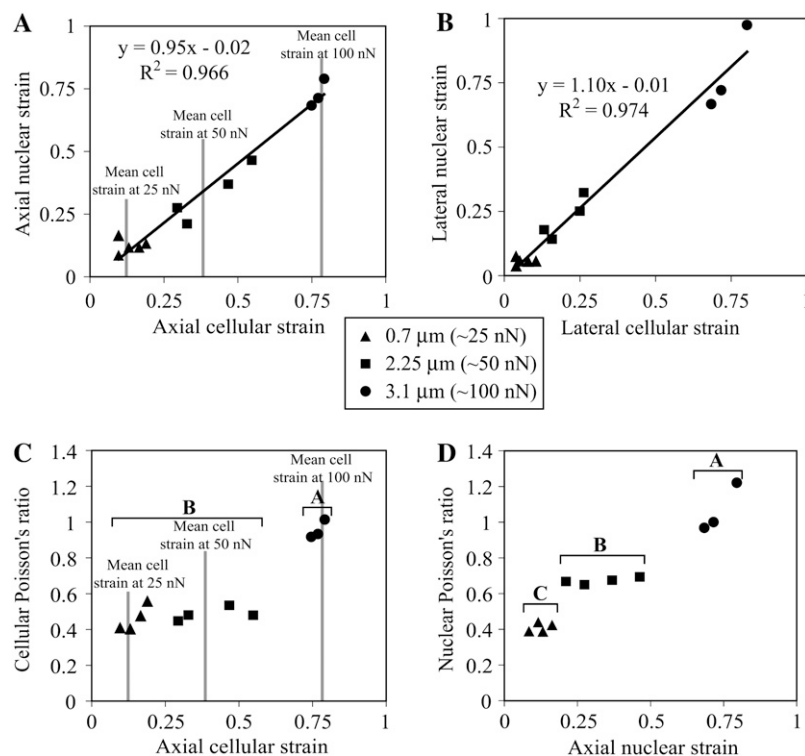 A
y = 0.95x - 0.02
R² = 0.966
Mean cell
strain at 100 nN
Mean cell
strain at 50 nN
Mean cell
strain at 25 nN
1
0.75
0.5
0.25
0
0 0.25 0.5 0.75 1
Axial nuclear strain
Axial cellular strain
B
y = 1.10x - 0.01
R² = 0.974
1
0.75
0.5
0.25
0
0 0.25 0.5 0.75 1
Lateral nuclear strain
Lateral cellular strain
▲ 0.7 μm (~25 nN)
■ 2.25 μm (~50 nN)
● 3.1 μm (~100 nN)
C
Mean cell
strain at 100 nN
A
B
Mean cell
strain at 50 nN
Mean cell
strain at 25 nN
1.4
1.2
1
0.8
0.6
0.4
0.2
0
0 0.25 0.5 0.75 1
Cellular Poisson's ratio
Axial cellular strain
D
A
B
C
1.4
1.2
1
0.8
0.6
0.4
0.2
0
0 0.25 0.5 0.75 1
Nuclear Poisson's ratio
Axial nuclear strain